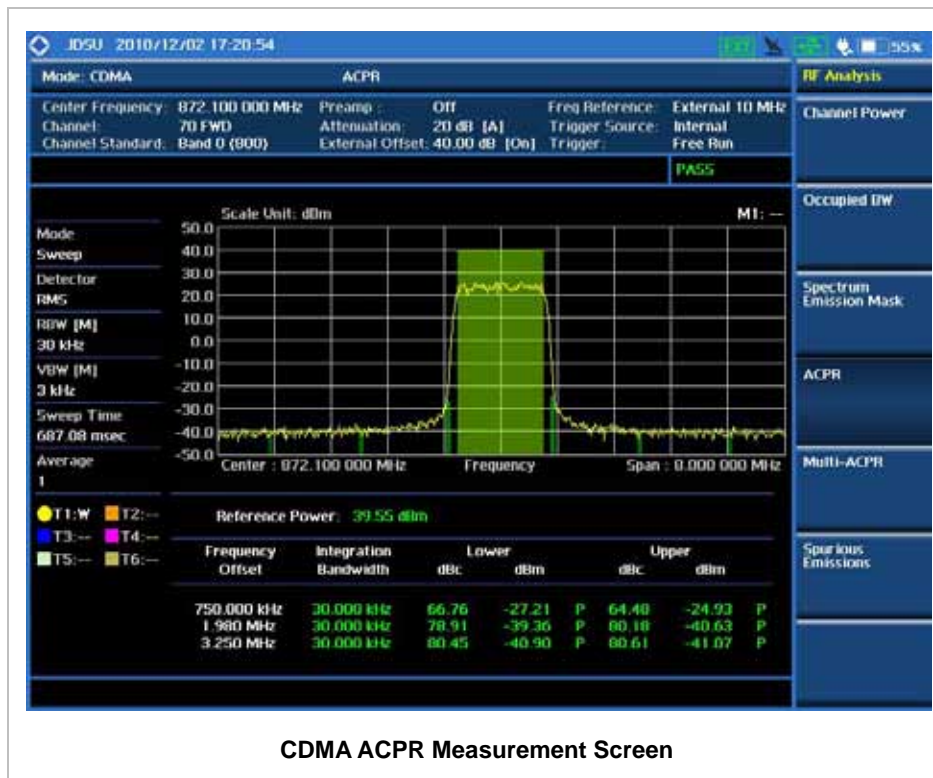 JDSU 2010/12/02 17:20:54 EXT 55%
Mode: CDMA ACPR RF Analysis
Center Frequency: 872.100 000 MHz Preamp : Off Freq Reference: External 10 MHz
Channel: 70 FWD Attenuation: 20 dB [A] Trigger Source: Internal
Channel Standard: Band 0 (800) External Offset: 40.00 dB [On] Trigger: Free Run
PASS
Channel Power
Occupied BW
Spectrum
Emission Mask
ACPR
Multi-ACPR
Spurious
Emissions
Scale Unit: dBm M1: --
Mode
Sweep
Detector
RMS
RBW [M]
30 kHz
VBW [M]
3 kHz
Sweep Time
687.08 msec
Average
1
T1:W T2:--
T3:-- T4:--
T5:-- T6:--
50.0
40.0
30.0
20.0
10.0
0.0
-10.0
-20.0
-30.0
-40.0
-50.0
Center : 872.100 000 MHz Frequency Span : 8.000 000 MHz
Reference Power: 39.55 dBm
Frequency Integration Lower Upper
Offset Bandwidth dBc dBm dBc dBm
750.000 kHz 30.000 kHz 66.76 -27.21 P 64.48 -24.93 P
1.980 MHz 30.000 kHz 78.91 -39.36 P 80.18 -40.63 P
3.250 MHz 30.000 kHz 80.45 -40.90 P 80.61 -41.07 P
CDMA ACPR Measurement Screen